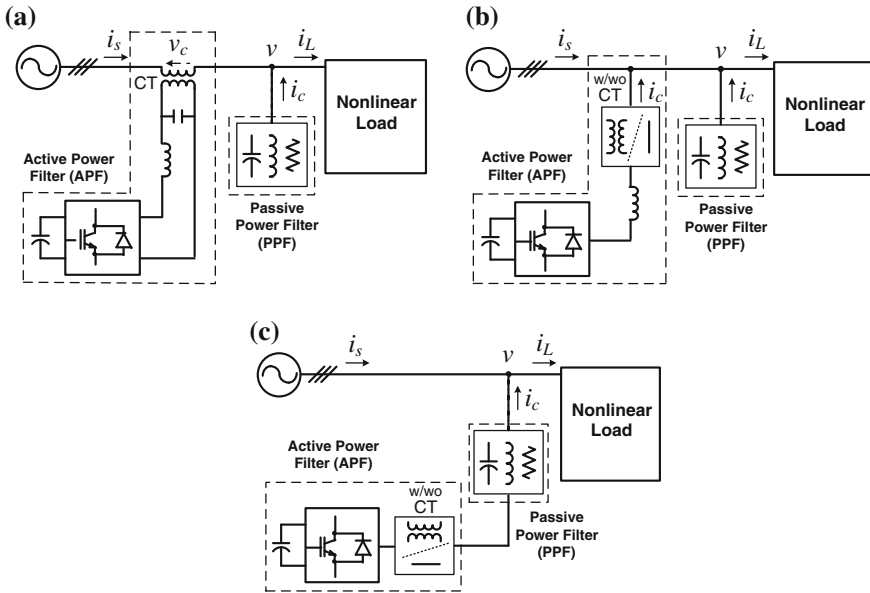 (a)
i_s
v_c
v
i_L
CT
i_c
Nonlinear
Load
Active Power
Filter (APF)
Passive
Power Filter
(PPF)
(b)
i_s
v
i_L
w/wo
CT
i_c
i_c
Nonlinear
Load
Active Power
Filter (APF)
Passive
Power Filter
(PPF)
(c)
i_s
v
i_L
i_c
Nonlinear
Load
Active Power
Filter (APF)
w/wo
CT
Passive
Power Filter
(PPF)